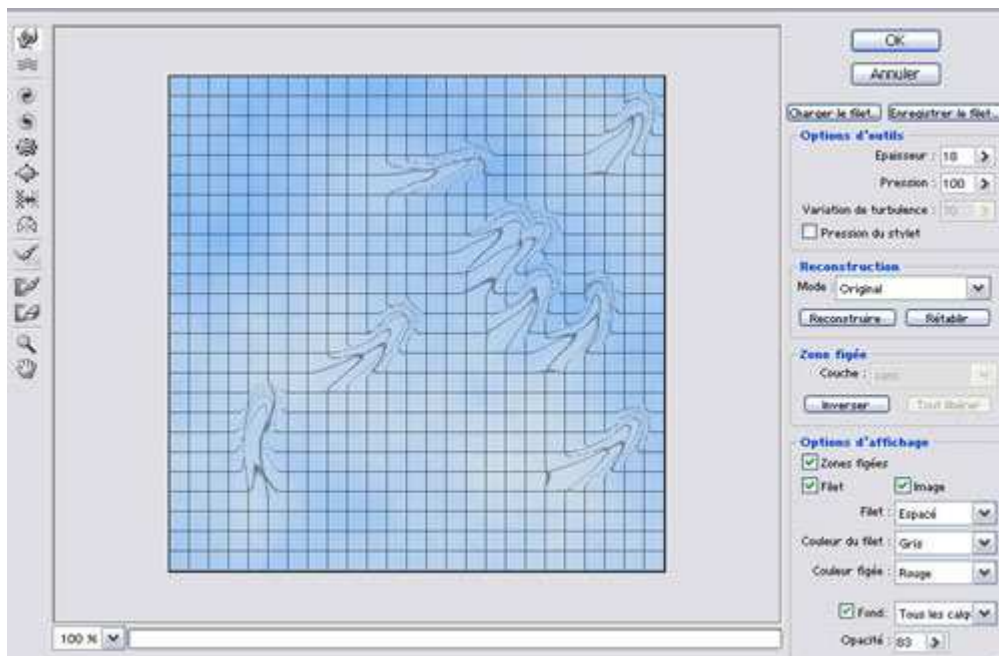 OK
Annuler
Charger le filet... Enregistrer le filet...
Options d'outils
Epaisseur : 18
Pression : 100
Variation de turbulence : 70
Pression du stylet
Reconstruction
Mode : Original
Reconstruire Rétablir
Zone figée
Couche : sans
Inverser Tout libérer
Options d'affichage
Zones figées
Filet Image
Filet : Espacé
Couleur du filet : Gris
Couleur figée : Rouge
Fond: Tous les calq
Opacité : 83
100 %